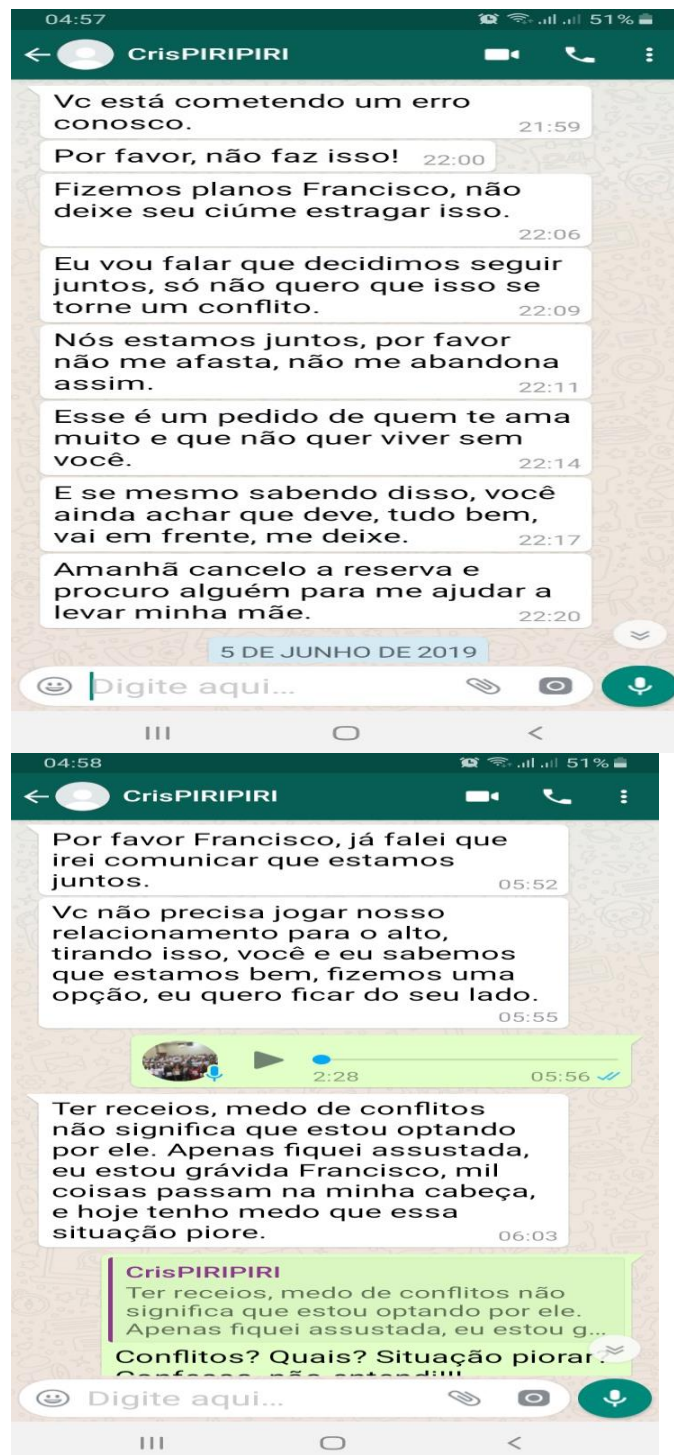 04:57
51%
CrisPIRIPIRI
Vc está cometendo um erro
conosco.
21:59
Por favor, não faz isso! 22:00
Fizemos planos Francisco, não
deixe seu ciúme estragar isso.
22:06
Eu vou falar que decidimos seguir
juntos, só não quero que isso se
torne um conflito.
22:09
Nós estamos juntos, por favor
não me afasta, não me abandona
assim.
22:11
Esse é um pedido de quem te ama
muito e que não quer viver sem
você.
22:14
E se mesmo sabendo disso, você
ainda achar que deve, tudo bem,
vai em frente, me deixe.
22:17
Amanhã cancelo a reserva e
procuro alguém para me ajudar a
levar minha mãe.
22:20
5 DE JUNHO DE 2019
Digite aqui...
04:58
51%
CrisPIRIPIRI
Por favor Francisco, já falei que
irei comunicar que estamos
juntos.
05:52
Vc não precisa jogar nosso
relacionamento para o alto,
tirando isso, você e eu sabemos
que estamos bem, fizemos uma
opção, eu quero ficar do seu lado.
05:55
2:28 05:56
Ter receios, medo de conflitos
não significa que estou optando
por ele. Apenas fiquei assustada,
eu estou grávida Francisco, mil
coisas passam na minha cabeça,
e hoje tenho medo que essa
situação piore.
06:03
CrisPIRIPIRI
Ter receios, medo de conflitos não
significa que estou optando por ele.
Apenas fiquei assustada, eu estou g...
Conflitos? Quais? Situação piorar?
não
Digite aqui...